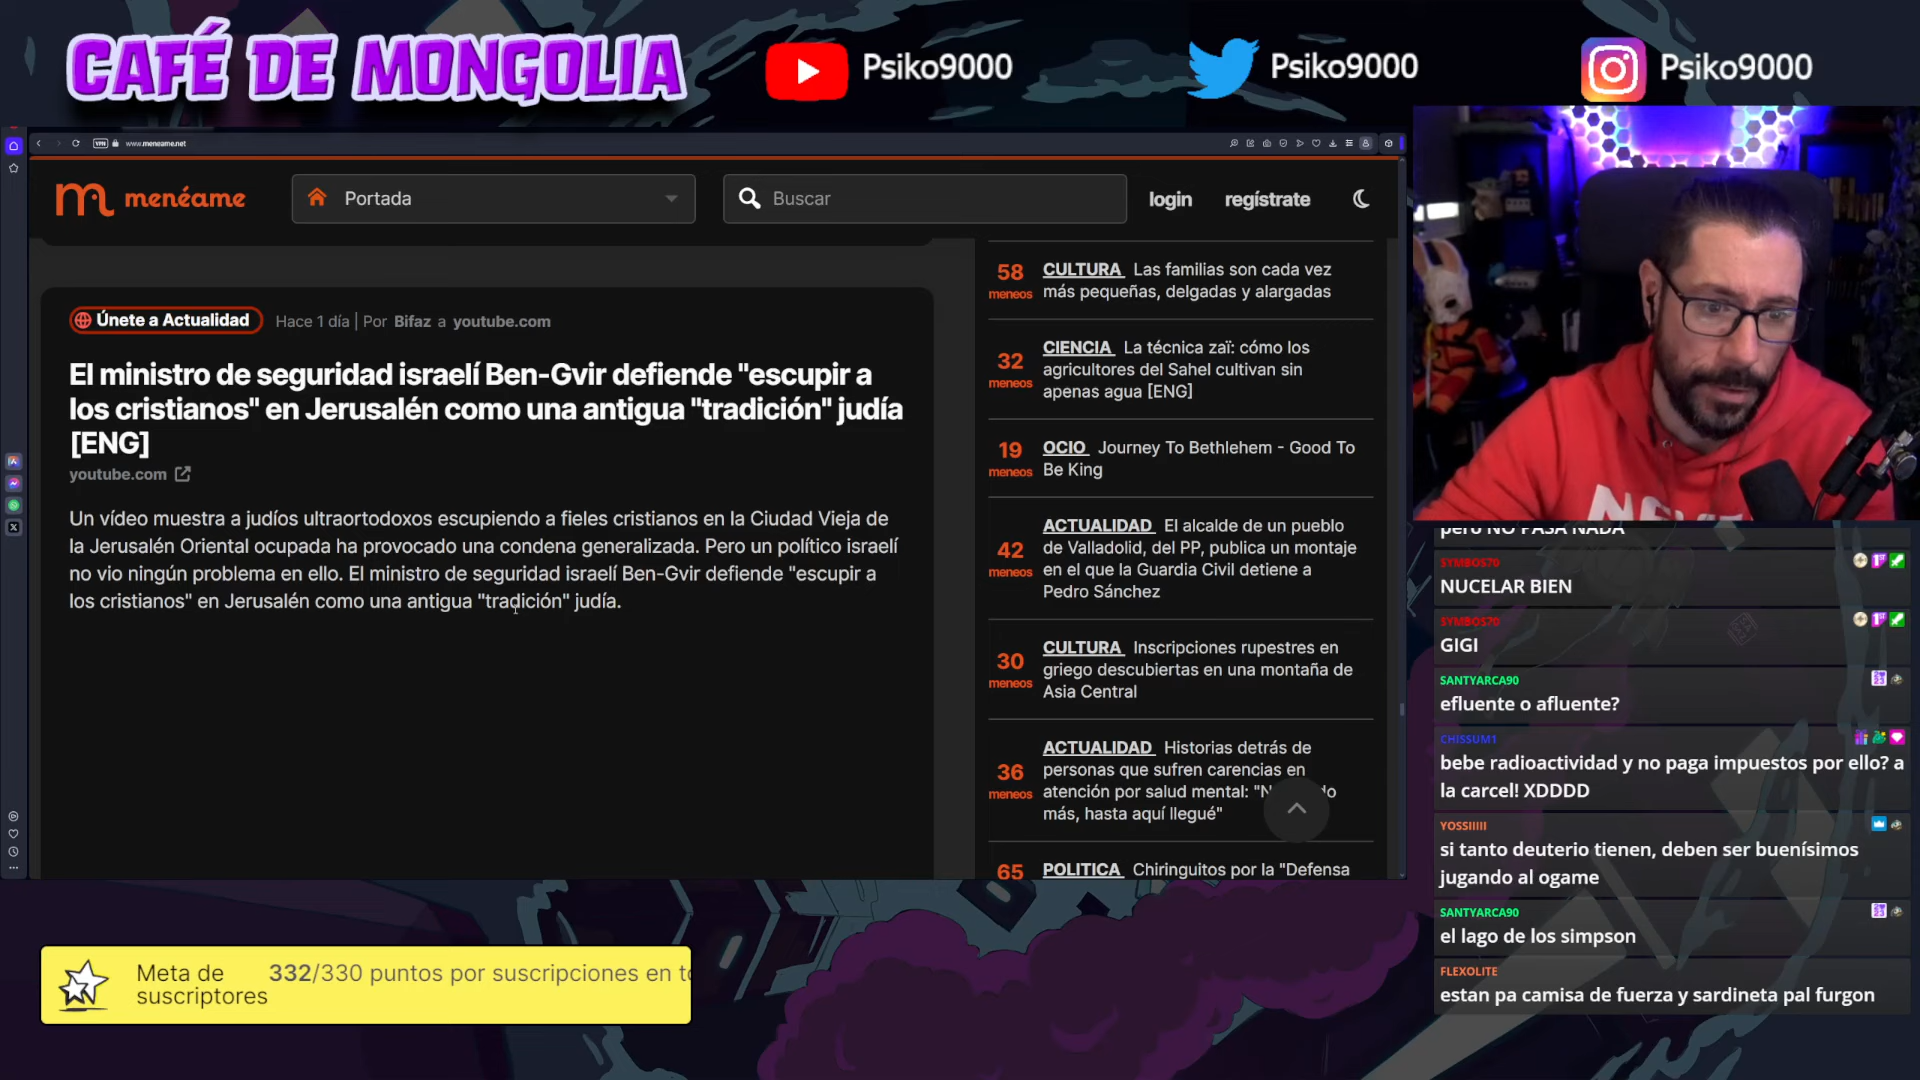 CAFÉ DE MONGOLIA
Psiko9000
Psiko9000
Psiko9000
VPN
www.meneame.net
menéame
Portada
Buscar
login
regístrate
Únete a Actualidad
Hace 1 día | Por Bifaz a youtube.com
El ministro de seguridad israelí Ben-Gvir defiende "escupir a
los cristianos" en Jerusalén como una antigua "tradición" judía
[ENG]
youtube.com
Un vídeo muestra a judíos ultraortodoxos escupiendo a fieles cristianos en la Ciudad Vieja de
la Jerusalén Oriental ocupada ha provocado una condena generalizada. Pero un político israelí
no vio ningún problema en ello. El ministro de seguridad israelí Ben-Gvir defiende "escupir a
los cristianos" en Jerusalén como una antigua "tradición" judía.
58
meneos
CULTURA Las familias son cada vez
más pequeñas, delgadas y alargadas
32
meneos
CIENCIA La técnica zaï: cómo los
agricultores del Sahel cultivan sin
apenas agua [ENG]
19
meneos
OCIO Journey To Bethlehem - Good To
Be King
42
meneos
ACTUALIDAD El alcalde de un pueblo
de Valladolid, del PP, publica un montaje
en el que la Guardia Civil detiene a
Pedro Sánchez
30
meneos
CULTURA Inscripciones rupestres en
griego descubiertas en una montaña de
Asia Central
36
meneos
ACTUALIDAD Historias detrás de
personas que sufren carencias en
atención por salud mental:
más, hasta aquí llegué"
65
POLITICA Chiringuitos por la "Defensa
pero NO PASA NADA
SYMBOS70
NUCELAR BIEN
SYMBOS70
GIGI
SANTYARCA90
efluente o afluente?
CHISSUM1
bebe radioactividad y no paga impuestos por ello? a
la carcel! XDDDD
YOSSIIIII
si tanto deuterio tienen, deben ser buenísimos
jugando al ogame
SANTYARCA90
el lago de los simpson
FLEXOLITE
estan pa camisa de fuerza y sardineta pal furgon
Meta de
suscriptores
332/330 puntos por suscripciones en